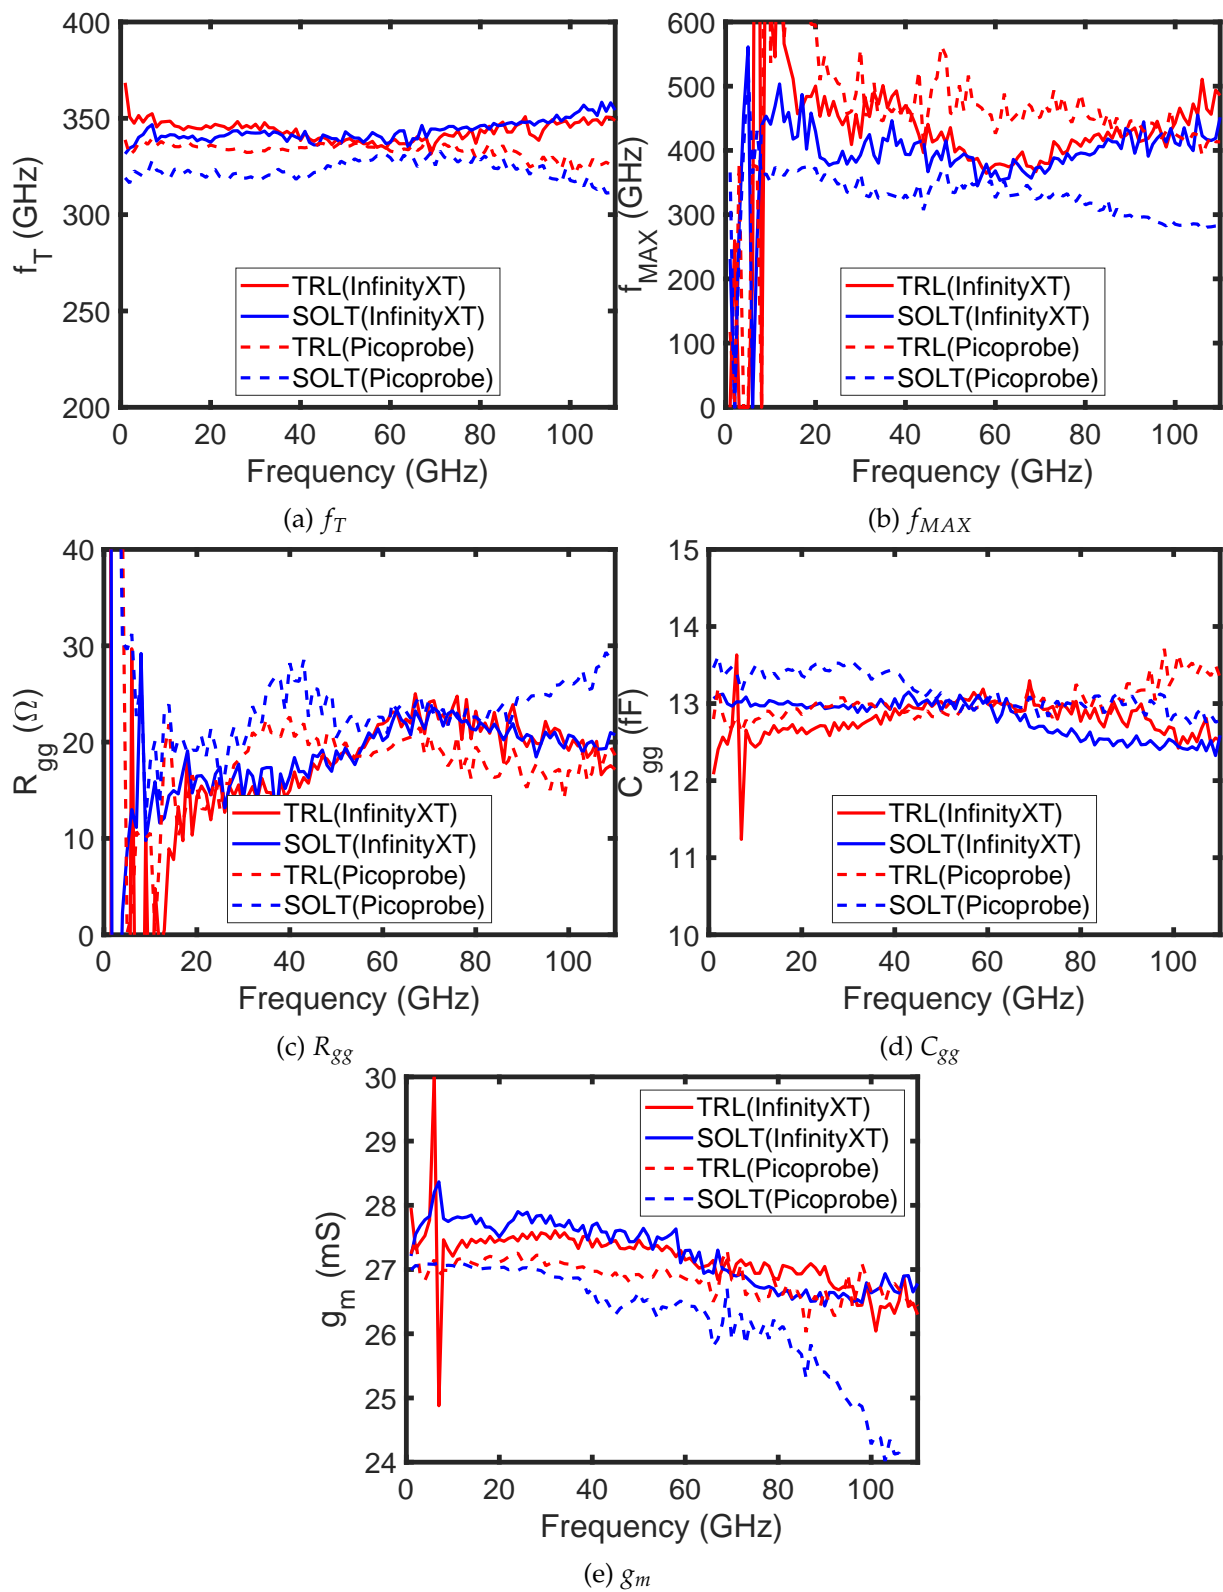 400
350
300
250
200
f_T (GHz)
TRL(InfinityXT)
SOLT(InfinityXT)
TRL(Picoprobe)
SOLT(Picoprobe)
0 20 40 60 80 100
Frequency (GHz)
(a) f_T
600
500
400
300
200
100
0
f_MAX (GHz)
TRL(InfinityXT)
SOLT(InfinityXT)
TRL(Picoprobe)
SOLT(Picoprobe)
0 20 40 60 80 100
Frequency (GHz)
(b) f_MAX
40
30
20
10
0
R_gg (Ω)
TRL(InfinityXT)
SOLT(InfinityXT)
TRL(Picoprobe)
SOLT(Picoprobe)
0 20 40 60 80 100
Frequency (GHz)
(c) R_gg
15
14
13
12
11
10
C_gg (fF)
TRL(InfinityXT)
SOLT(InfinityXT)
TRL(Picoprobe)
SOLT(Picoprobe)
0 20 40 60 80 100
Frequency (GHz)
(d) C_gg
30
29
28
27
26
25
24
g_m (mS)
TRL(InfinityXT)
SOLT(InfinityXT)
TRL(Picoprobe)
SOLT(Picoprobe)
0 20 40 60 80 100
Frequency (GHz)
(e) g_m